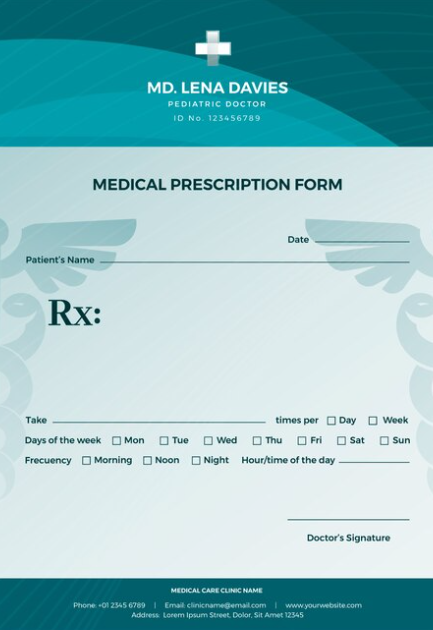 MD. LENA DAVIES
PEDIATRIC DOCTOR
ID No. 123456789
MEDICAL PRESCRIPTION FORM
Date
Patient's Name
Rx:
Take times per Day Week
Days of the week Mon Tue Wed Thu Fri Sat Sun
Frecuency Morning Noon Night Hour/time of the day
Doctor's Signature
MEDICAL CARE CLINIC NAME
Phone: +01 2345 6789 | Email: clinicname@email.com | www.yourwebsite.com
Address: Lorem Ipsum Street, Dolor, Sit Amet 12345